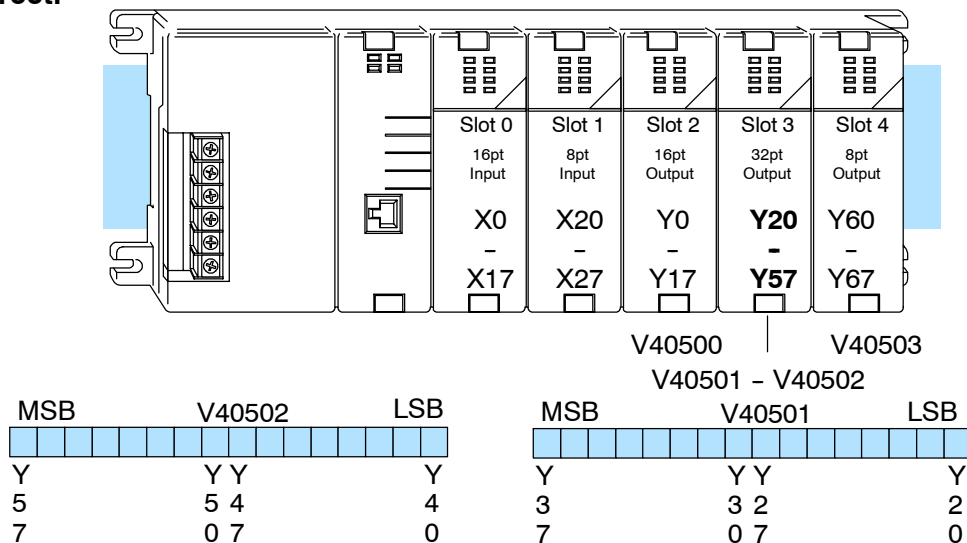 Slot 0 Slot 1 Slot 2 Slot 3 Slot 4
16pt 8pt 16pt 32pt 8pt
Input Input Output Output Output
X0 X20 Y0 Y20 Y60
– – – - –
X17 X27 Y17 Y57 Y67
V40500 V40503
V40501 – V40502
MSB V40502 LSB MSB V40501 LSB
Y Y Y Y Y Y Y Y
5 5 4 4 3 3 2 2
7 0 7 0 7 0 7 0